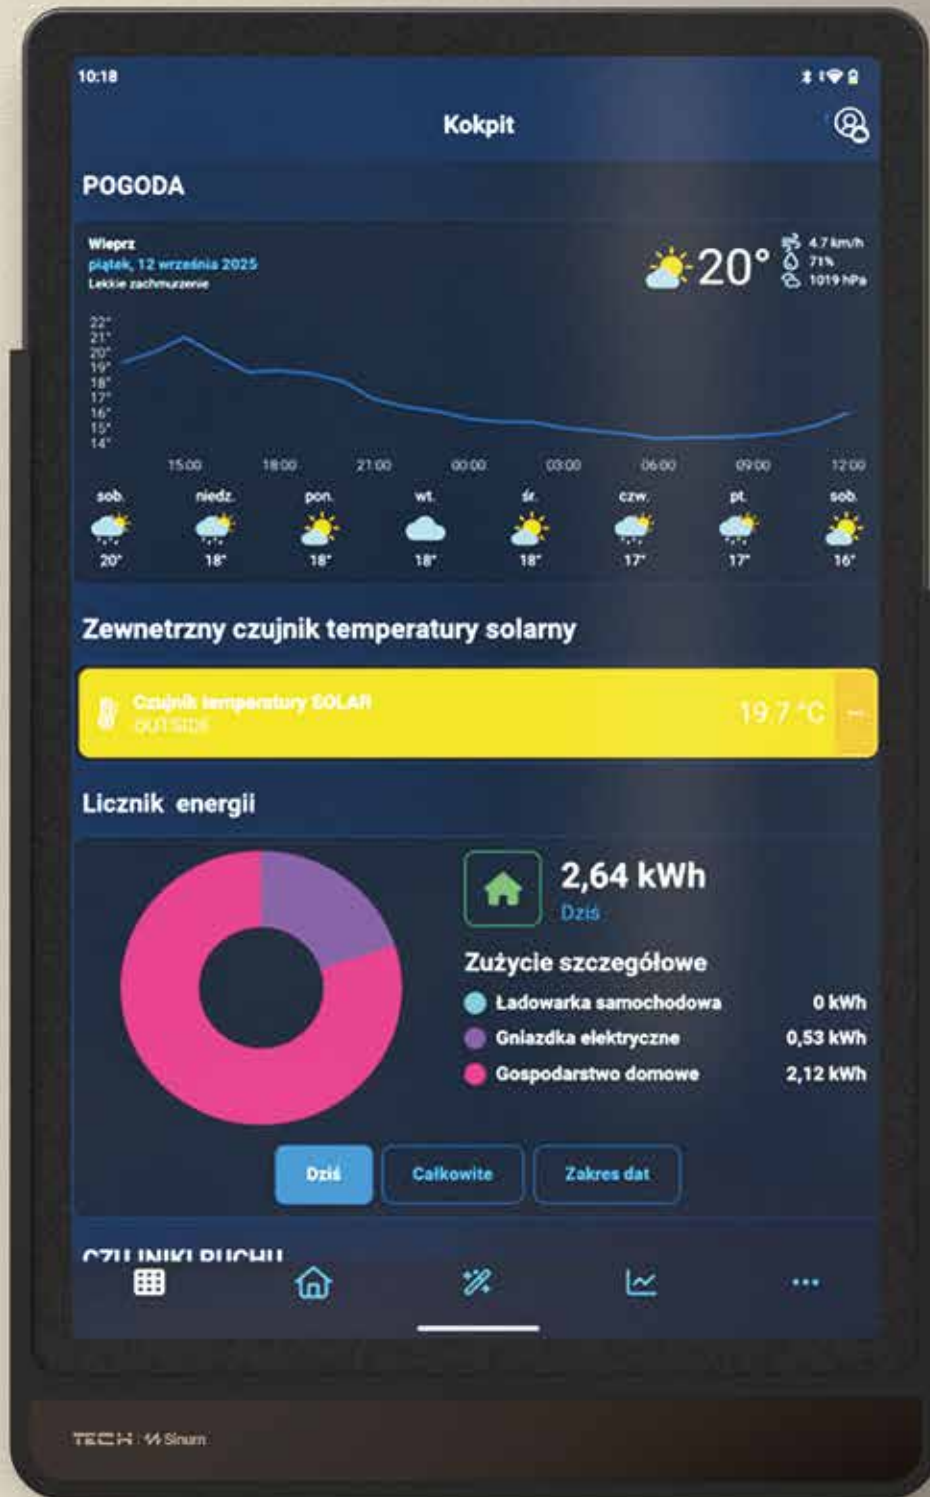 10:18
Kokpit
POGODA
Wieprz
piątek, 12 września 2025
Lekkie zachmurzenie
20°
4.7 km/h
71%
1019 hPa
22°
21°
20°
19°
18°
17°
16°
15°
14°
15:00 18:00 21:00 00:00 03:00 06:00 09:00 12:00
sob. niedz. pon. wt. śr. czw. pt. sob.
20° 18° 18° 18° 18° 17° 17° 16°
Zewnetrzny czujnik temperatury solarny
Czujnik temperatury SOLAR
OUTSIDE
19.7 °C
Licznik energii
2,64 kWh
Dziś
Zużycie szczegółowe
Ładowarka samochodowa 0 kWh
Gniazdka elektryczne 0,53 kWh
Gospodarstwo domowe 2,12 kWh
Dziś Całkowite Zakres dat
CZUJNIKI RUCHU
TECH Sinum